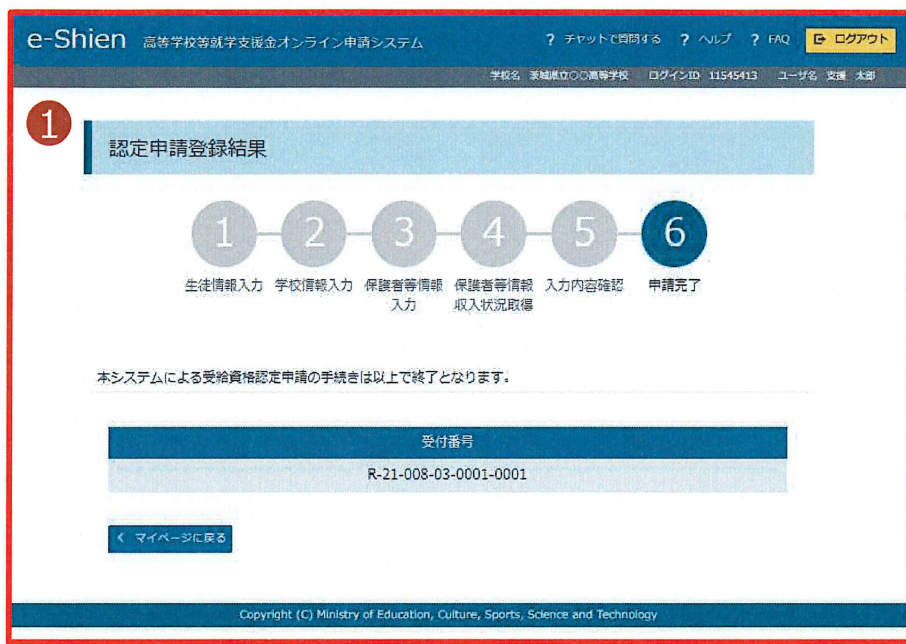 e-Shien 高等学校等就学支援金オンライン申請システム ? チャットで質問する ? ヘルプ ? FAQ ログアウト
学校名 茨城県立〇〇高等学校 ログインID 11545413 ユーザ名 支援 太郎
1
認定申請登録結果
1 2 3 4 5 6
生徒情報入力 学校情報入力 保護者等情報 保護者等情報 入力内容確認 申請完了
入力 収入状況取得
本システムによる受給資格認定申請の手続きは以上で終了となります。
受付番号
R-21-008-03-0001-0001
マイページに戻る
Copyright (C) Ministry of Education, Culture, Sports, Science and Technology